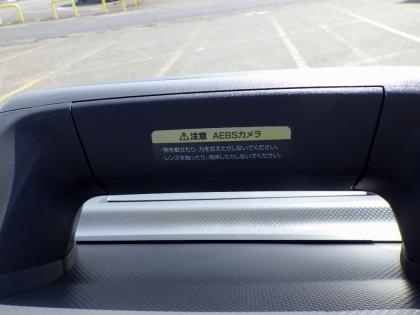 ⚠注意 AEBSカメラ
・物を載せたり、力を加えたりしないでください。
・レンズを触ったり、清掃したりしないでください。